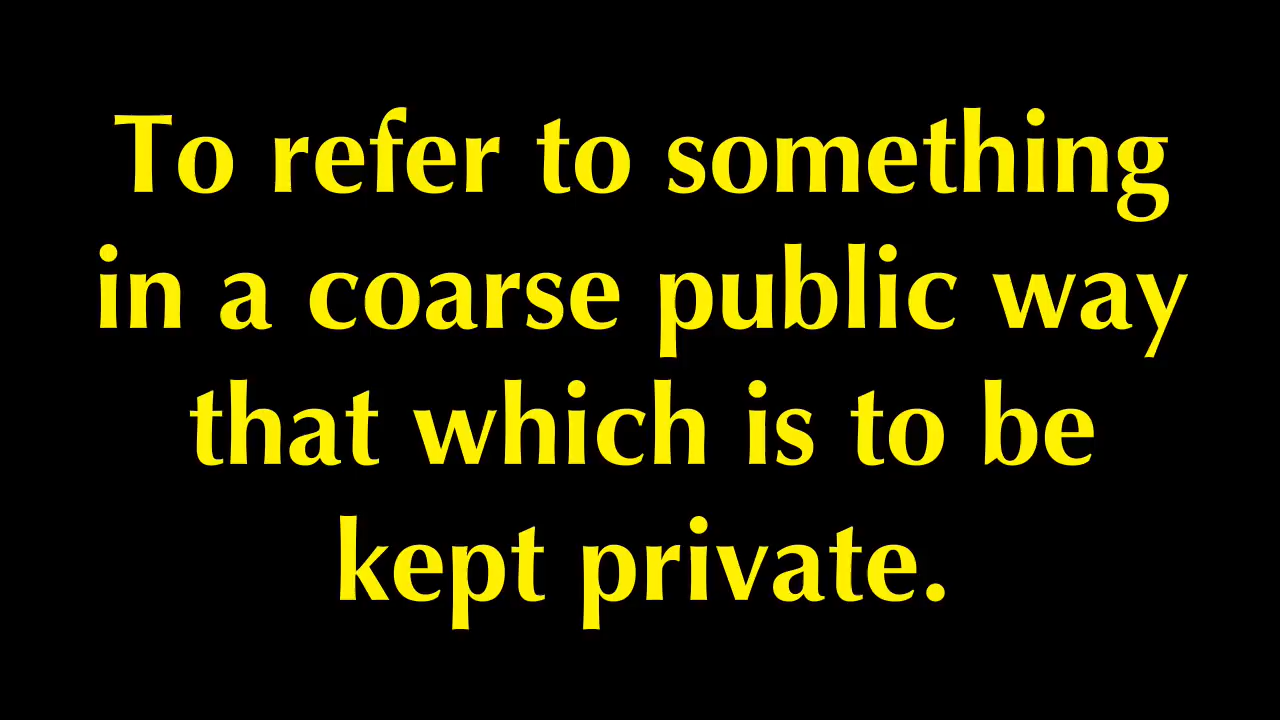 To refer to something
in a coarse public way
that which is to be
kept private.